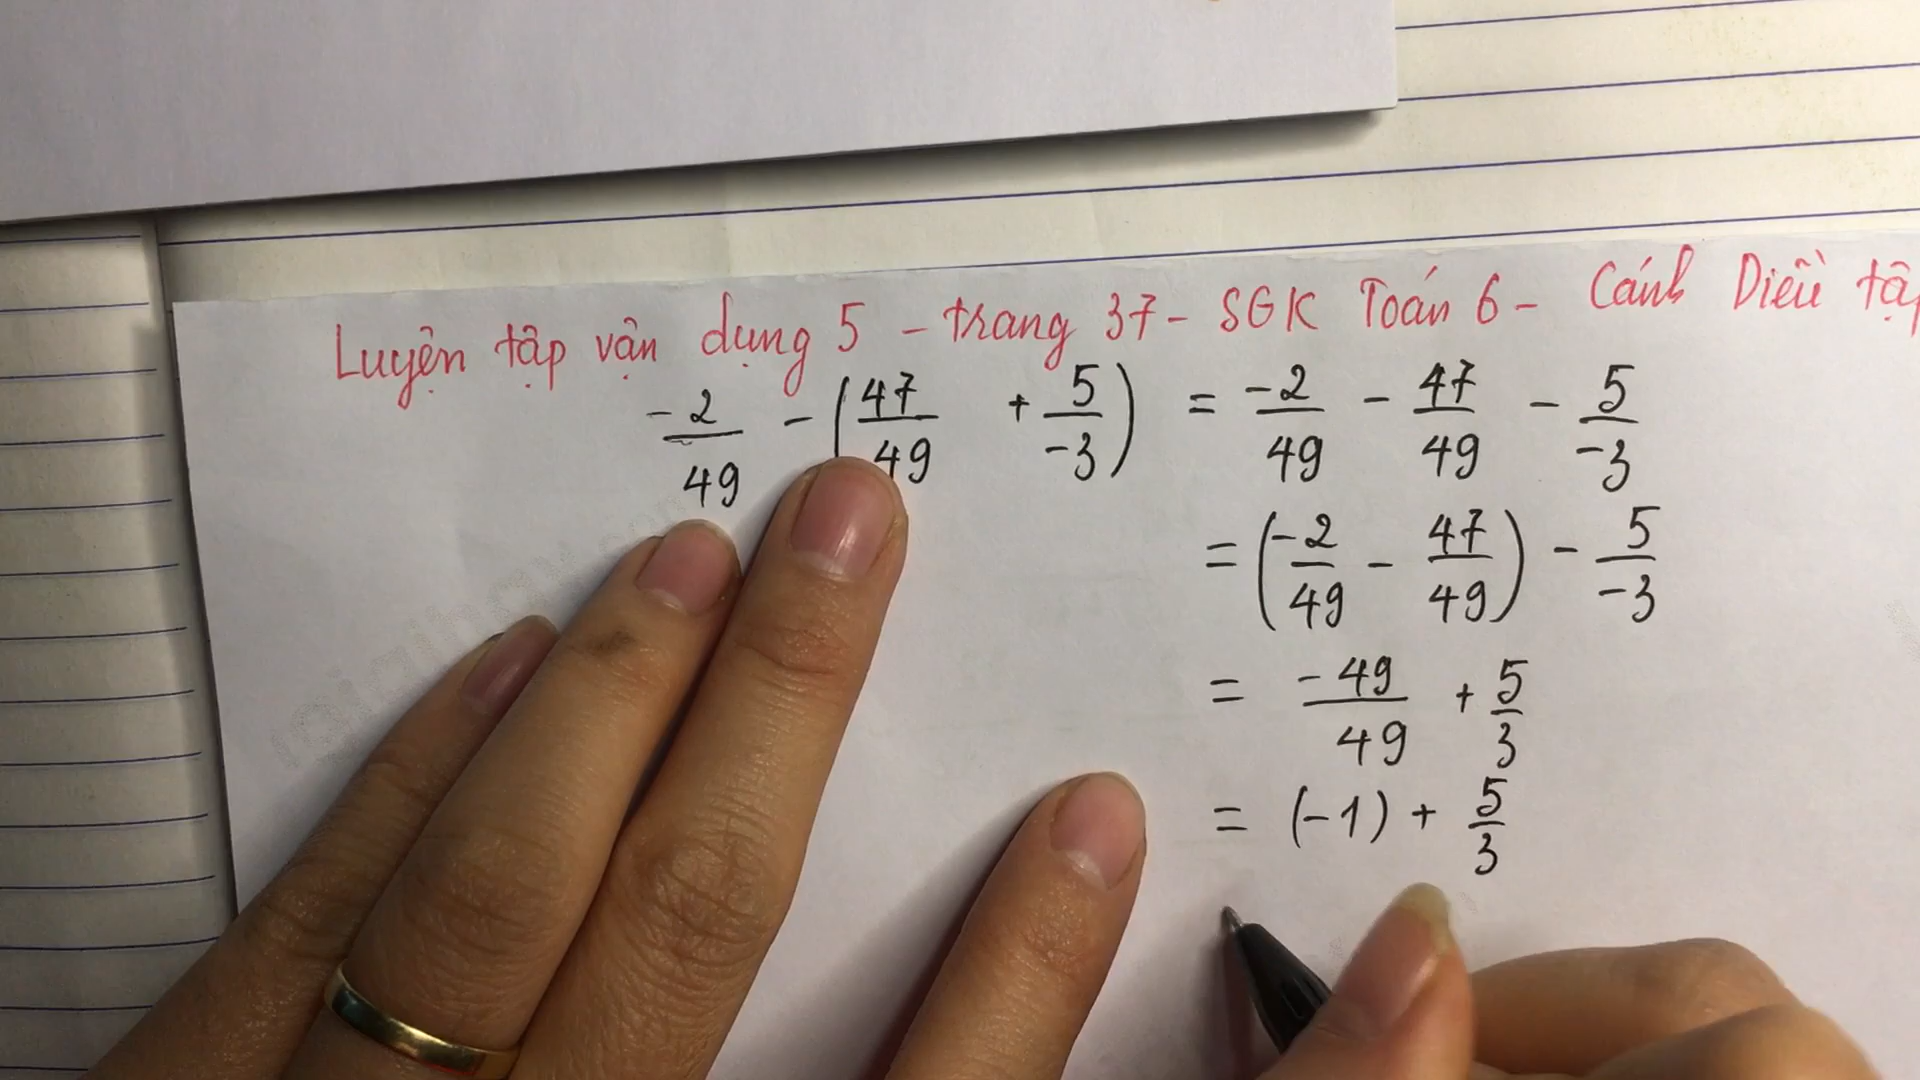 Luyện tập vận dụng 5 - trang 37 - SGK Toán 6 - Cánh Diều tập
-2/49 - (47/49 + 5/-3) = -2/49 - 47/49 - 5/-3
= (-2/49 - 47/49) - 5/-3
= -49/49 + 5/3
= (-1) + 5/3